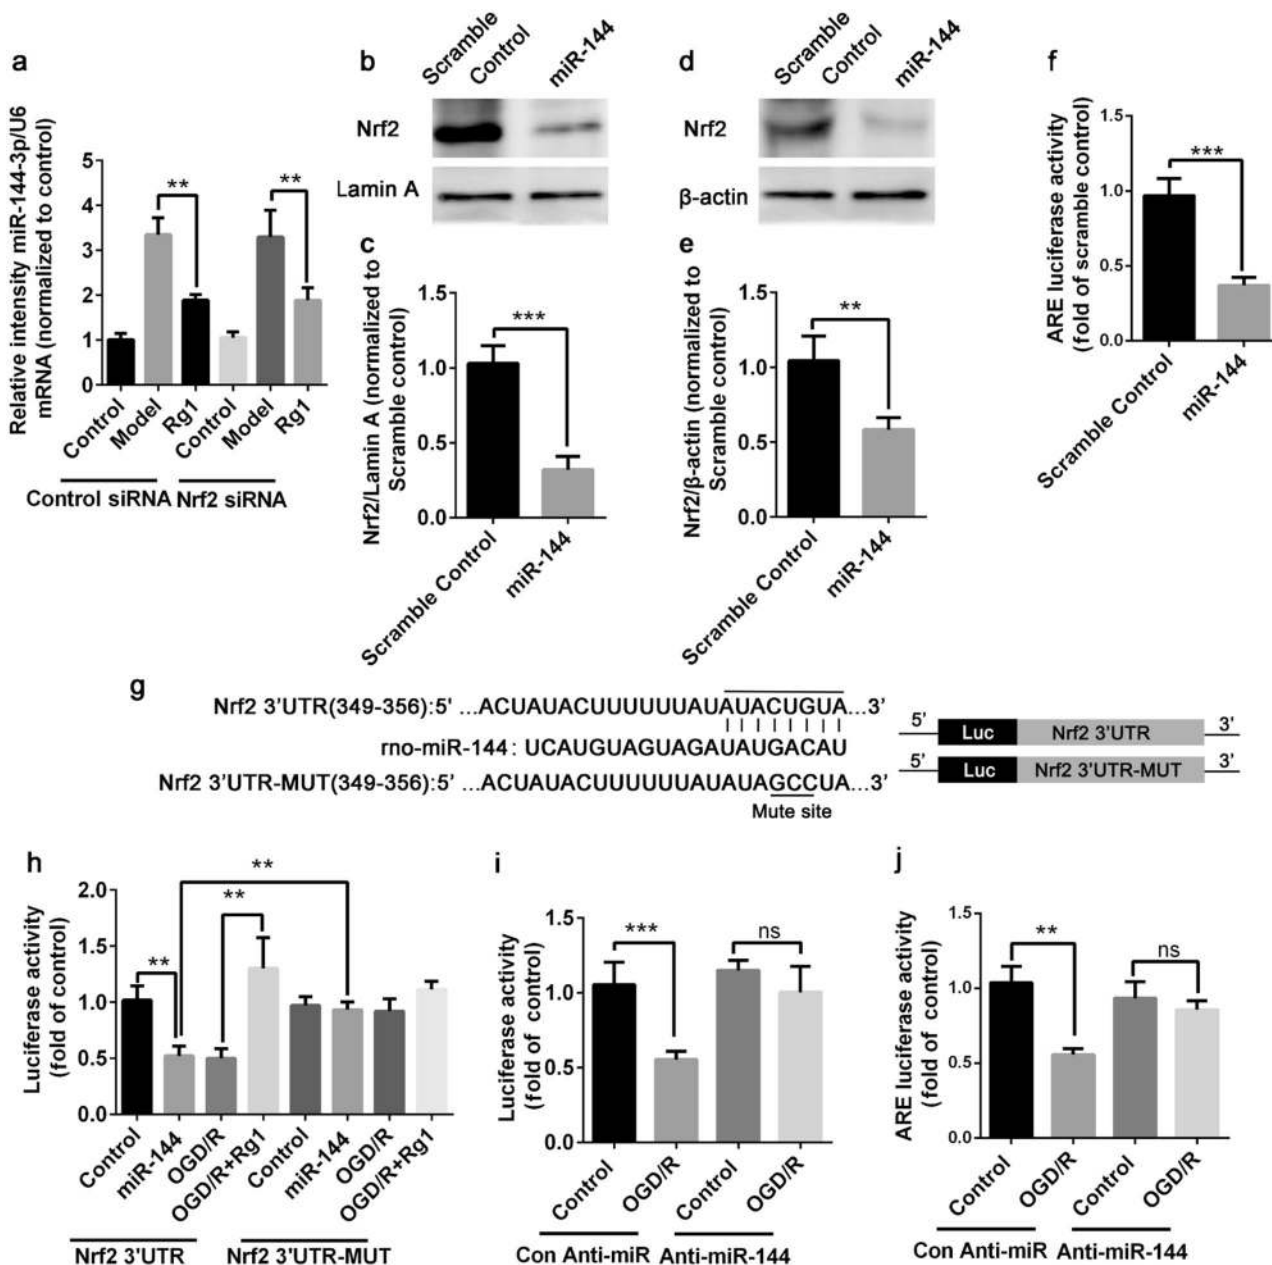 a
Relative intensity miR-144-3p/U6
mRNA (normalized to control)
5
4
3
2
1
0
**
**
Control
Model
Rg1
Control
Model
Rg1
Control siRNA
Nrf2 siRNA
b
Scramble
Control
miR-144
Nrf2
Lamin A
c
Nrf2/Lamin A (normalized to
Scramble control)
1.5
1.0
0.5
0.0
***
Scramble Control
miR-144
d
Scramble
Control
miR-144
Nrf2
β-actin
e
Nrf2/β-actin (normalized to
Scramble control)
1.5
1.0
0.5
0.0
**
Scramble Control
miR-144
f
ARE luciferase activity
(fold of scramble control)
1.5
1.0
0.5
0.0
***
Scramble Control
miR-144
g
Nrf2 3'UTR(349-356):5' ...ACUAUACUUUUUUAUAUACUGUA...3'
rno-miR-144: UCAUGUAGUAGAUAUGACAU
Nrf2 3'UTR-MUT(349-356):5' ...ACUAUACUUUUUUAUAUAGCCUA...3'
Mute site
5' Luc Nrf2 3'UTR 3'
5' Luc Nrf2 3'UTR-MUT 3'
h
Luciferase activity
(fold of control)
2.0
1.5
1.0
0.5
0.0
**
**
**
Control
miR-144
OGD/R
OGD/R+Rg1
Control
miR-144
OGD/R
OGD/R+Rg1
Nrf2 3'UTR
Nrf2 3'UTR-MUT
i
Luciferase activity
(fold of control)
1.5
1.0
0.5
0.0
***
ns
Control
OGD/R
Control
OGD/R
Con Anti-miR
Anti-miR-144
j
ARE luciferase activity
(fold of control)
1.5
1.0
0.5
0.0
**
ns
Control
OGD/R
Control
OGD/R
Con Anti-miR
Anti-miR-144